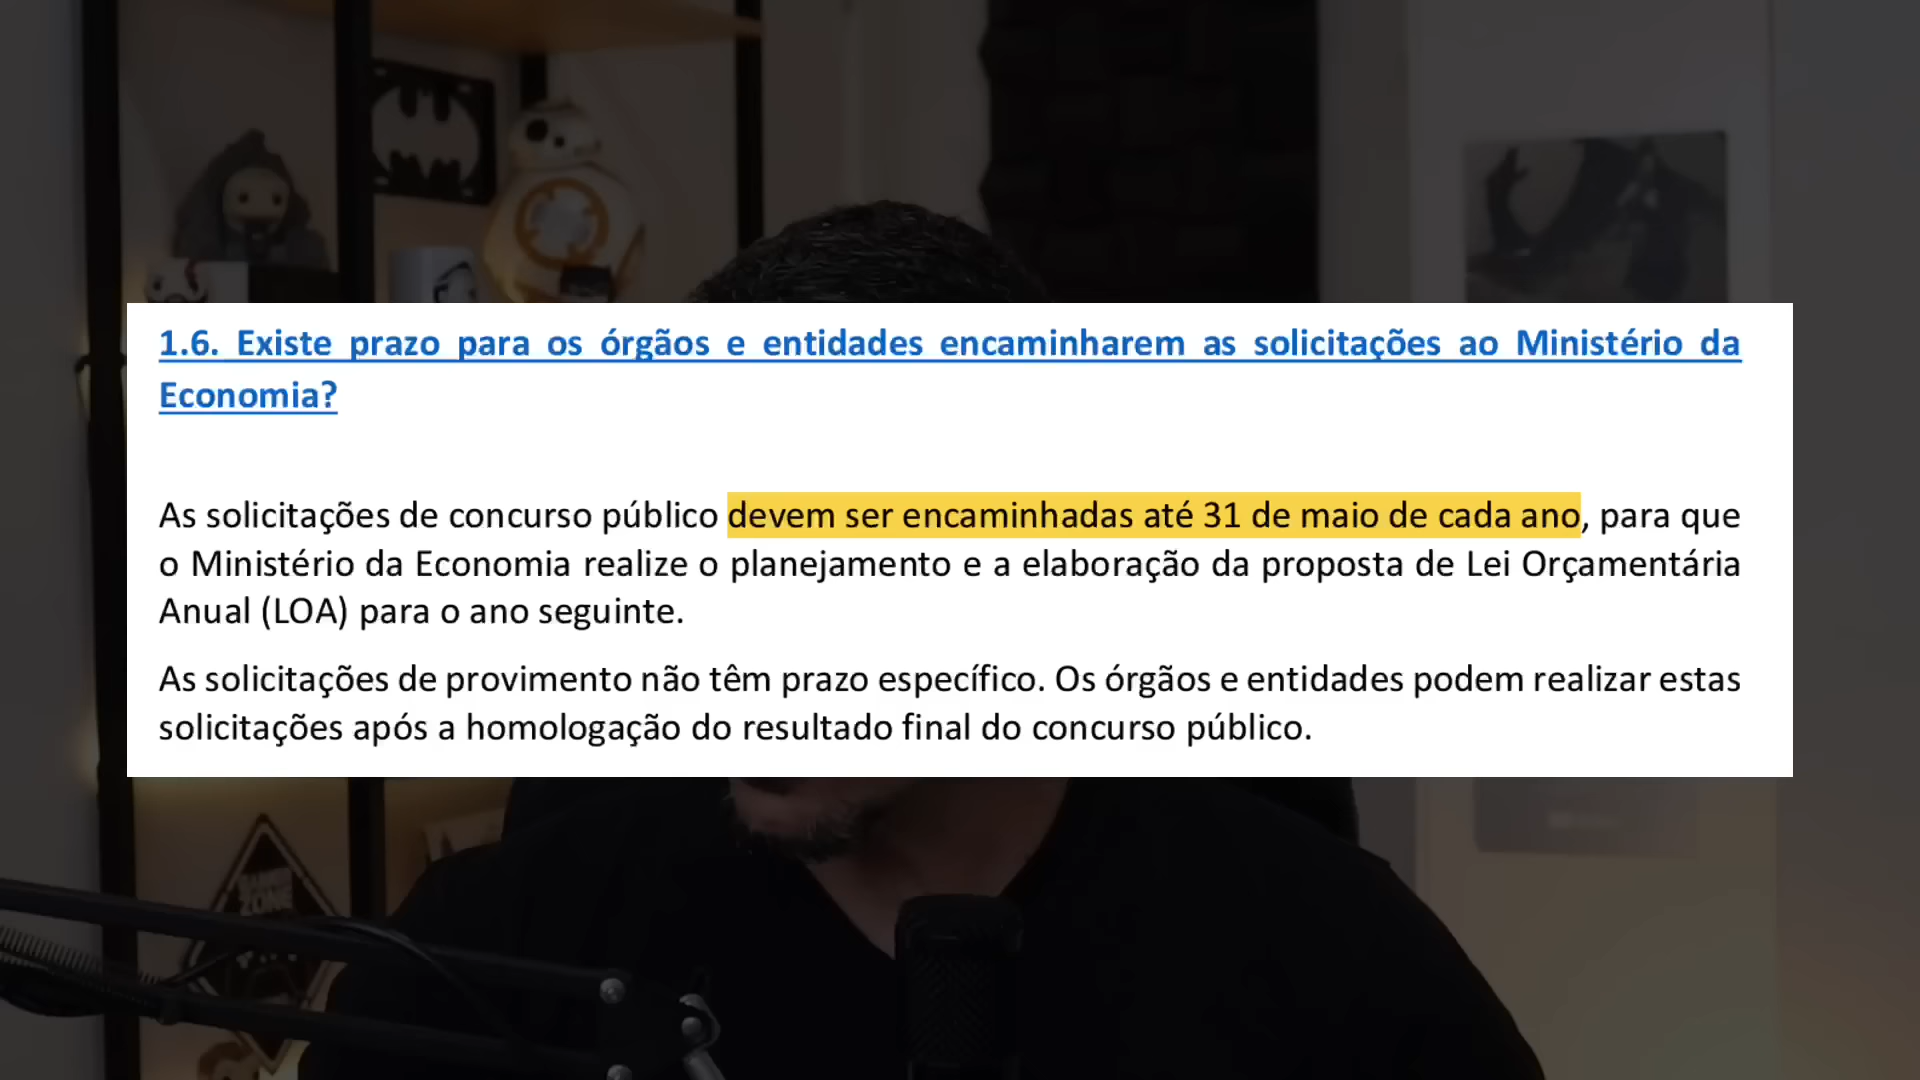 1.6. Existe prazo para os órgãos e entidades encaminharem as solicitações ao Ministério da
Economia?
As solicitações de concurso público devem ser encaminhadas até 31 de maio de cada ano, para que
o Ministério da Economia realize o planejamento e a elaboração da proposta de Lei Orçamentária
Anual (LOA) para o ano seguinte.
As solicitações de provimento não têm prazo específico. Os órgãos e entidades podem realizar estas
solicitações após a homologação do resultado final do concurso público.
ZONE